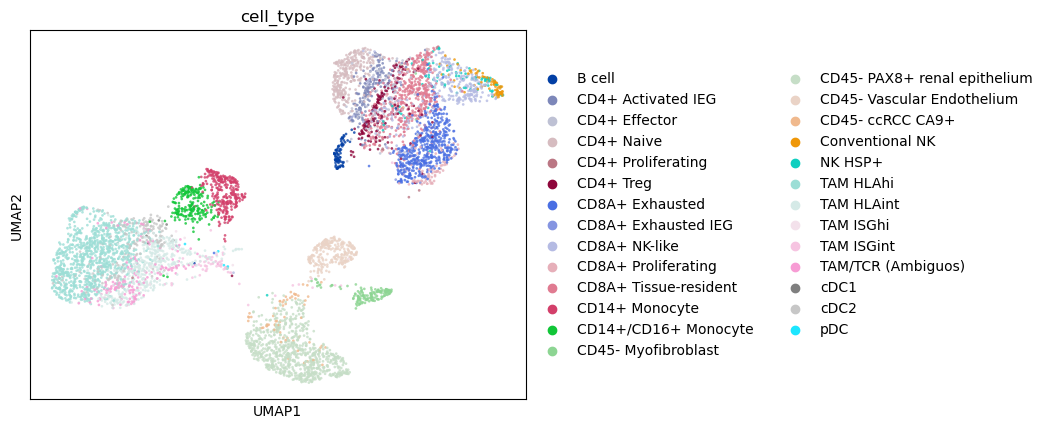 cell_type
UMAP2
UMAP1
B cell
CD4+ Activated IEG
CD4+ Effector
CD4+ Naive
CD4+ Proliferating
CD4+ Treg
CD8A+ Exhausted
CD8A+ Exhausted IEG
CD8A+ NK-like
CD8A+ Proliferating
CD8A+ Tissue-resident
CD14+ Monocyte
CD14+/CD16+ Monocyte
CD45- Myofibroblast
CD45- PAX8+ renal epithelium
CD45- Vascular Endothelium
CD45- ccRCC CA9+
Conventional NK
NK HSP+
TAM HLAhi
TAM HLAint
TAM ISGhi
TAM ISGint
TAM/TCR (Ambiguos)
cDC1
cDC2
pDC